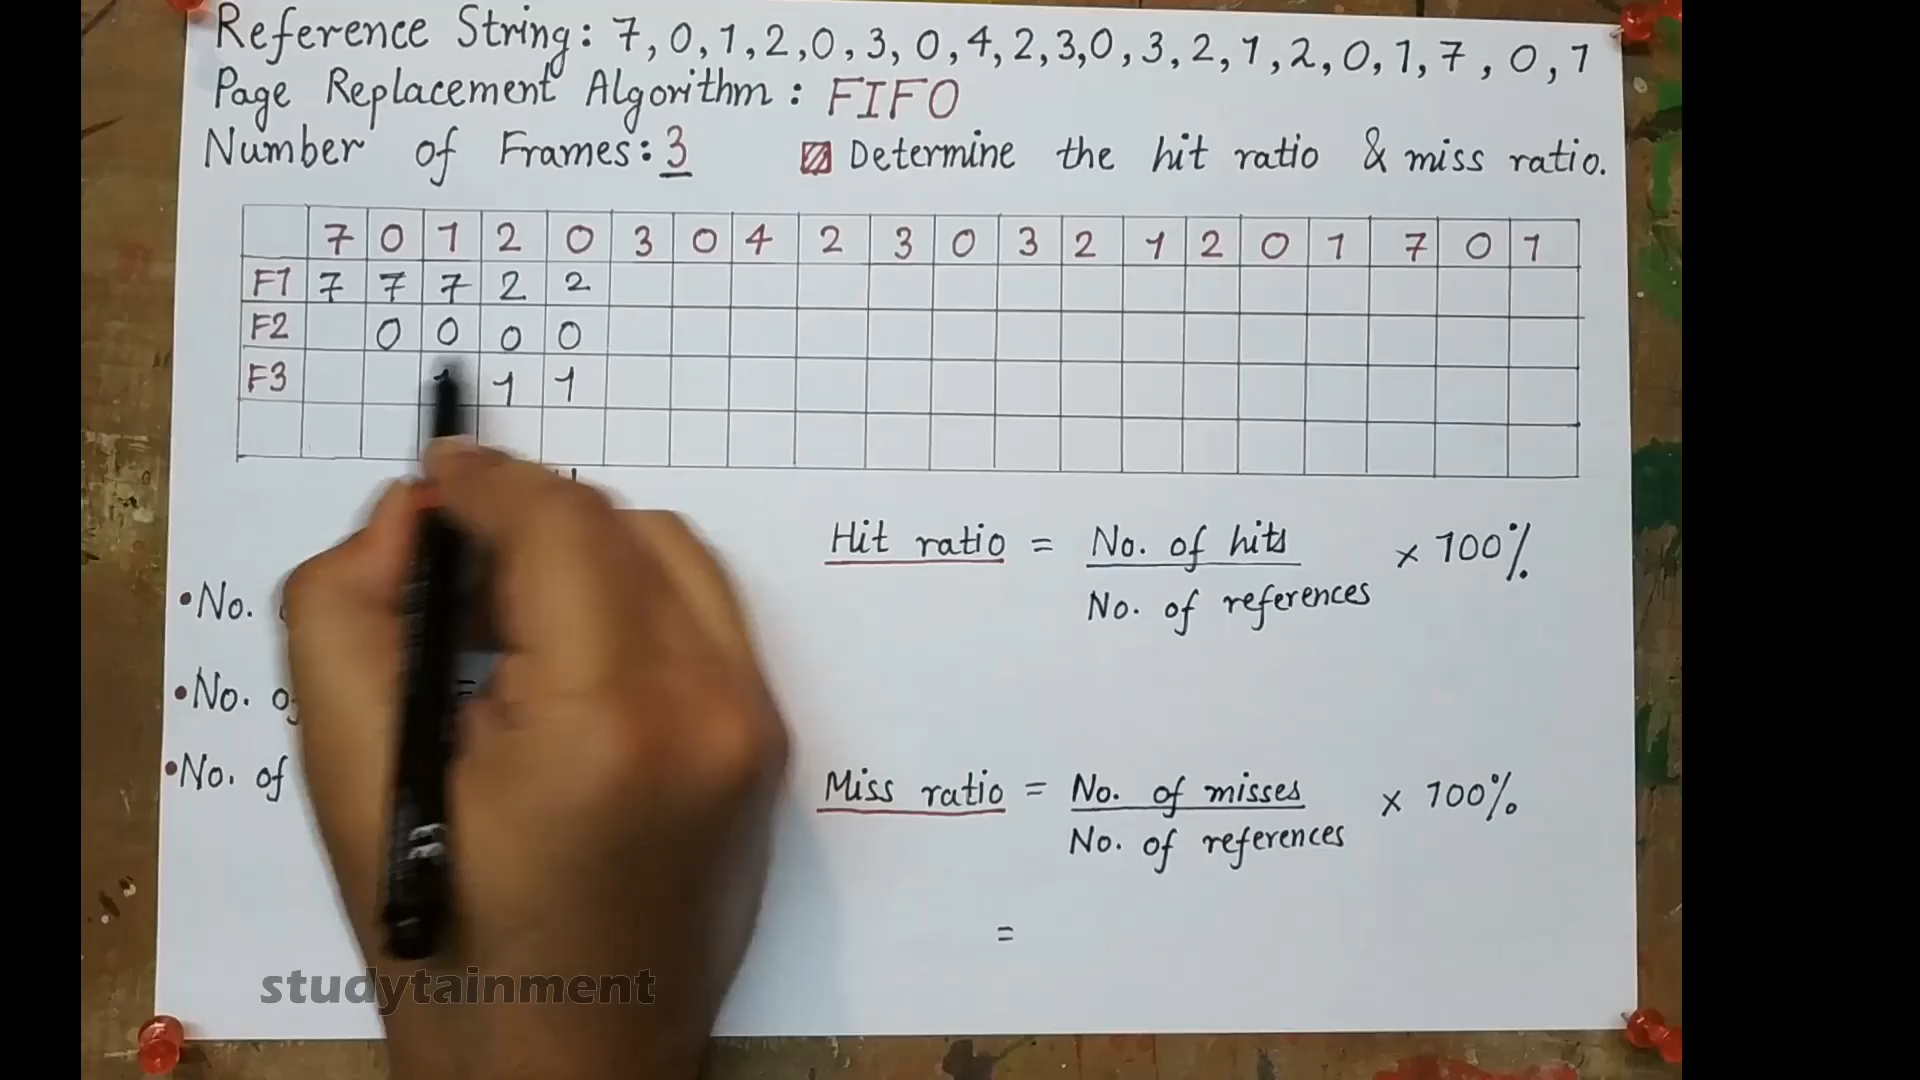 Reference String: 7, 0, 1, 2, 0, 3, 0, 4, 2, 3, 0, 3, 2, 1, 2, 0, 1, 7, 0, 1
Page Replacement Algorithm: FIFO
Number of Frames: 3 Determine the hit ratio & miss ratio.
7 0 1 2 0 3 0 4 2 3 0 3 2 1 2 0 1 7 0 1
F1 7 7 7 2 2
F2 0 0 0 0
F3 1 1
Hit ratio = No. of hits × 100%
No. of references
• No.
• No. of =
• No. of
Miss ratio = No. of misses × 100%
No. of references
=
studytainment